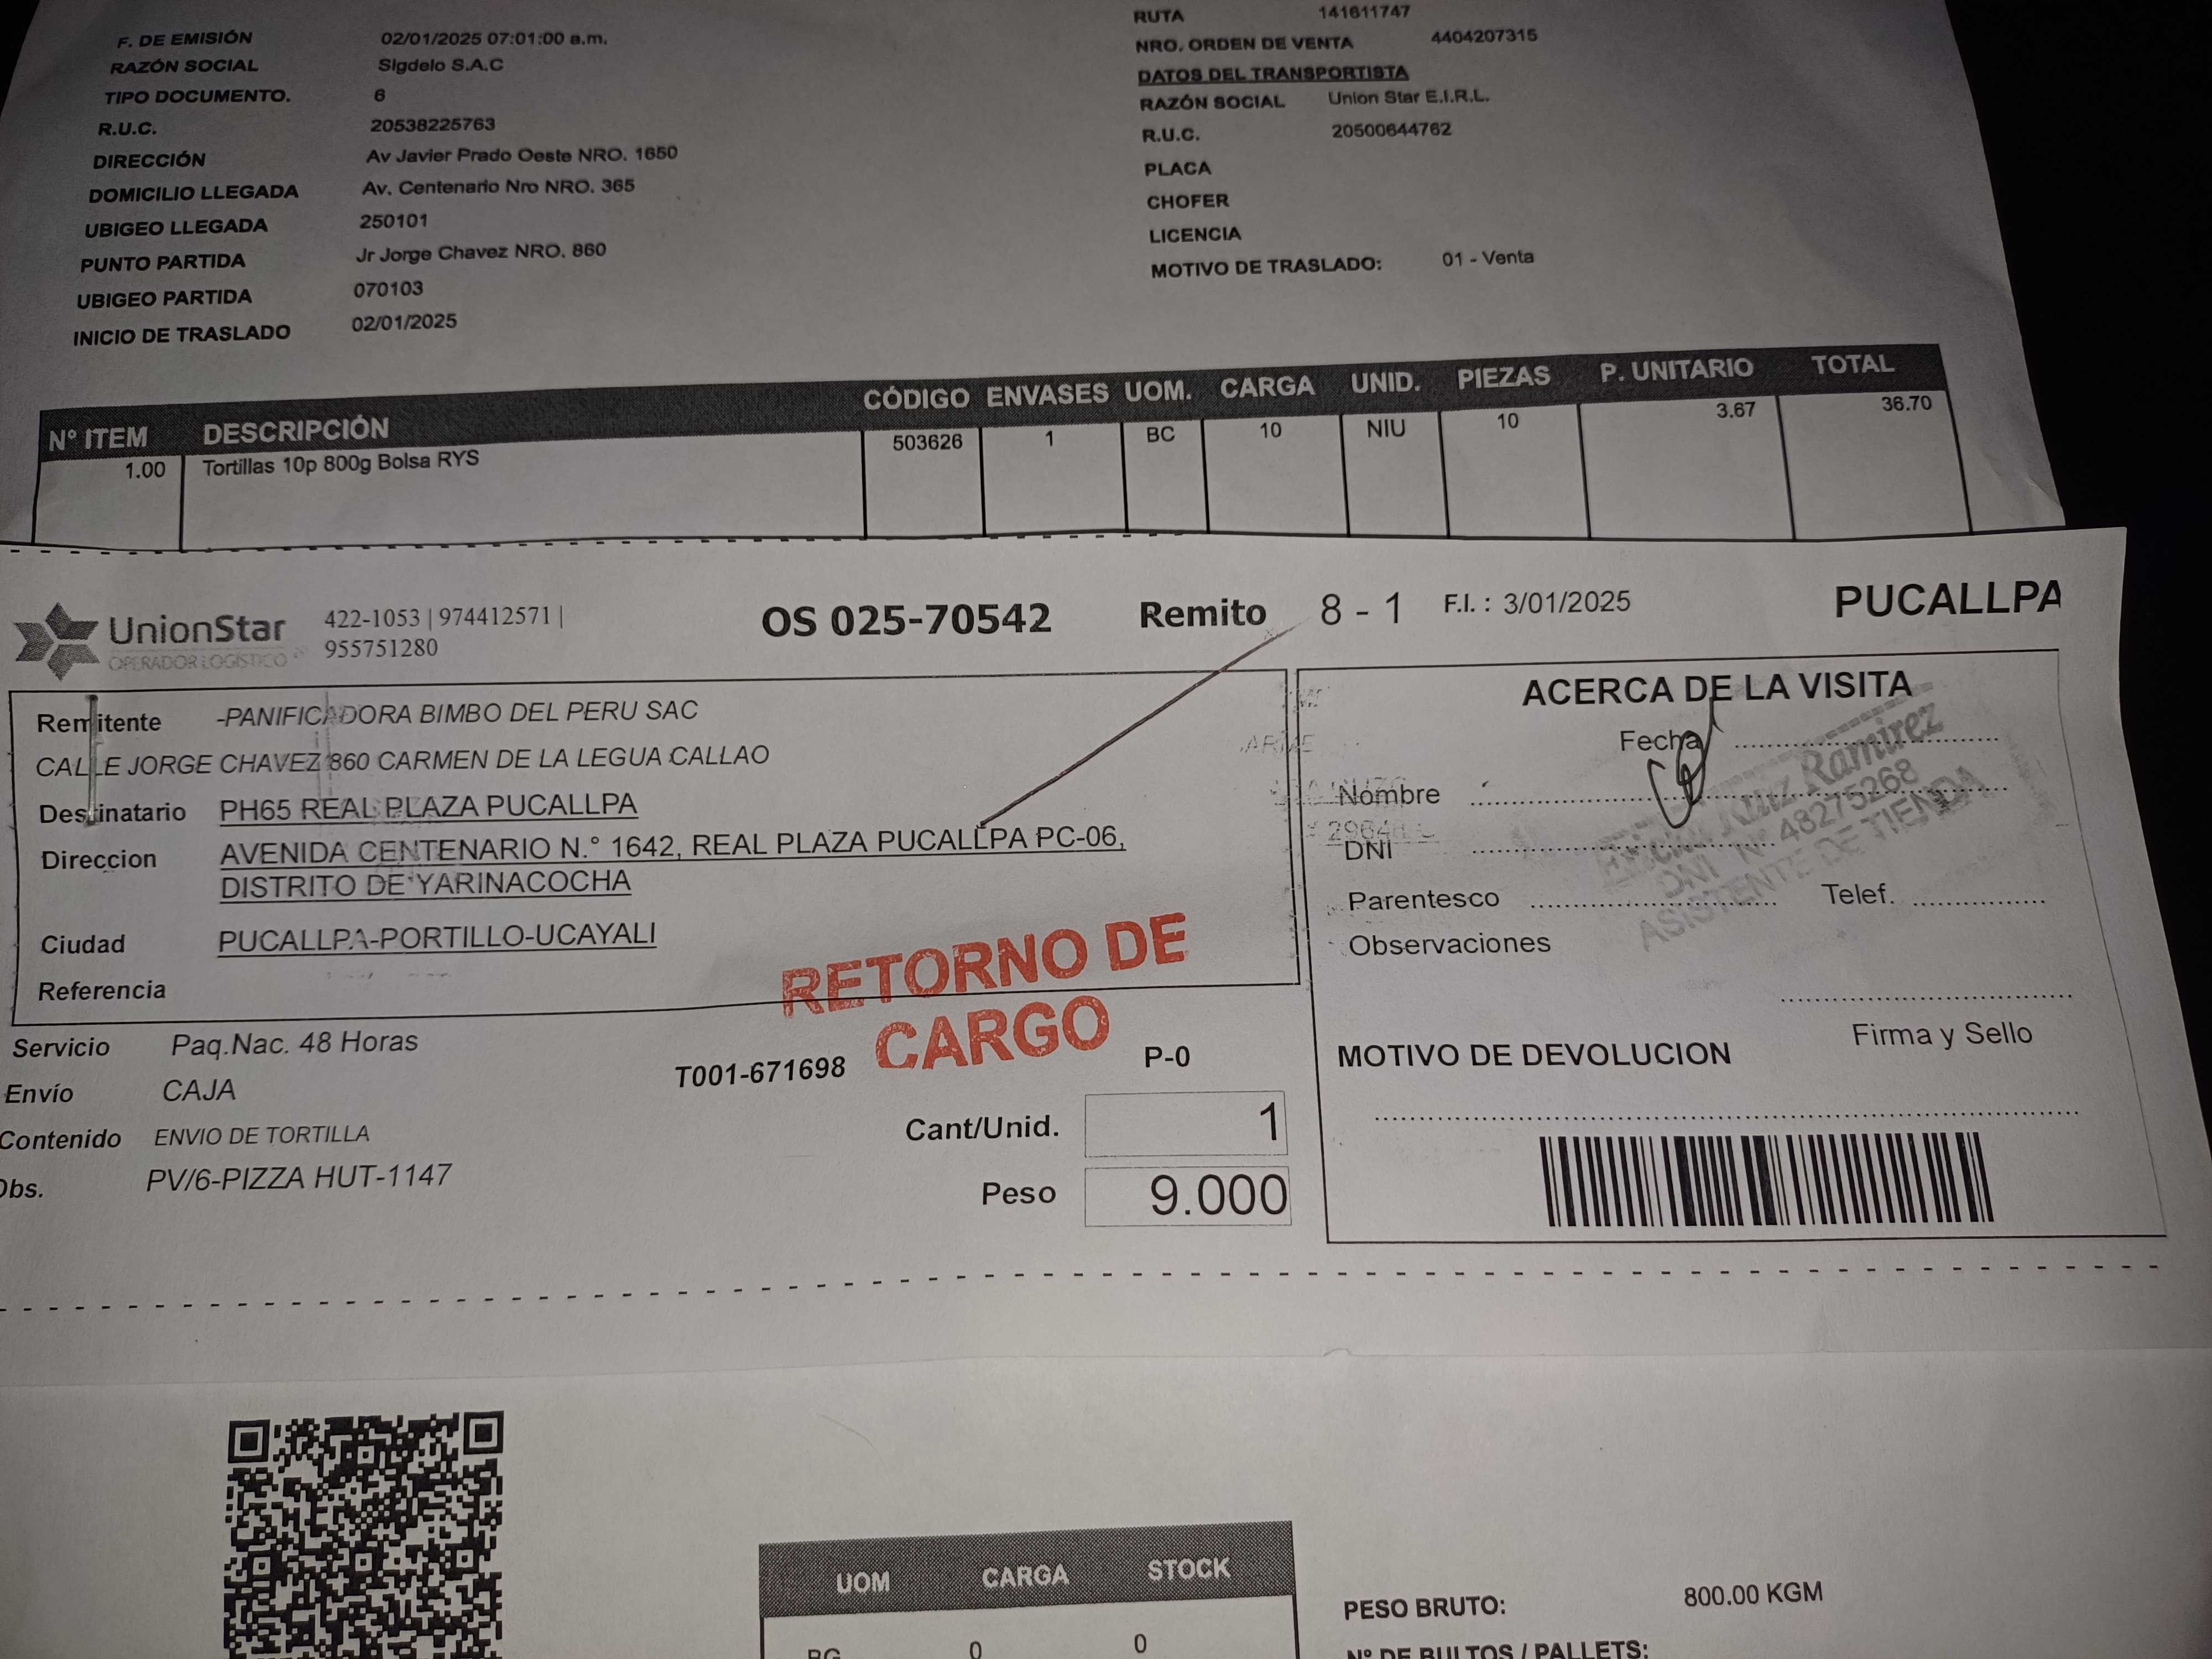 F. DE EMISIÓN 02/01/2025 07:01:00 a.m.
RAZÓN SOCIAL Sigdelo S.A.C
TIPO DOCUMENTO. 6
R.U.C. 20538225763
DIRECCIÓN Av Javier Prado Oeste NRO. 1650
DOMICILIO LLEGADA Av. Centenario Nro NRO. 365
UBIGEO LLEGADA 250101
PUNTO PARTIDA Jr Jorge Chavez NRO. 860
UBIGEO PARTIDA 070103
INICIO DE TRASLADO 02/01/2025
RUTA 141611747
NRO. ORDEN DE VENTA 4404207315
DATOS DEL TRANSPORTISTA
RAZÓN SOCIAL Union Star E.I.R.L.
R.U.C. 20500644762
PLACA
CHOFER
LICENCIA
MOTIVO DE TRASLADO: 01 - Venta
N° ITEM DESCRIPCIÓN CÓDIGO ENVASES UOM. CARGA UNID. PIEZAS P. UNITARIO TOTAL
1.00 Tortillas 10p 800g Bolsa RYS 503626 1 BC 10 NIU 10 3.67 36.70
UnionStar
OPERADOR LOGÍSTICO
422-1053 | 974412571 |
955751280
OS 025-70542 Remito 8 - 1 F.I. : 3/01/2025 PUCALLPA
Remitente -PANIFICADORA BIMBO DEL PERU SAC
CALLE JORGE CHAVEZ 860 CARMEN DE LA LEGUA CALLAO
Destinatario PH65 REAL PLAZA PUCALLPA
Direccion AVENIDA CENTENARIO N.° 1642, REAL PLAZA PUCALLPA PC-06,
DISTRITO DE YARINACOCHA
Ciudad PUCALLPA-PORTILLO-UCAYALI
Referencia
RETORNO DE
CARGO
Servicio Paq.Nac. 48 Horas
Envío CAJA
Contenido ENVIO DE TORTILLA
Obs. PV/6-PIZZA HUT-1147
T001-671698 P-0
Cant/Unid. 1
Peso 9.000
ACERCA DE LA VISITA
Fecha
Nombre
DNI
Parentesco Telef.
Observaciones
Ruiz Ramirez
DNI N° 48275268
ASISTENTE DE TIENDA
Firma y Sello
MOTIVO DE DEVOLUCION
UOM CARGA STOCK
BG 0 0
PESO BRUTO: 800.00 KGM
N° DE BULTOS / PALLETS: